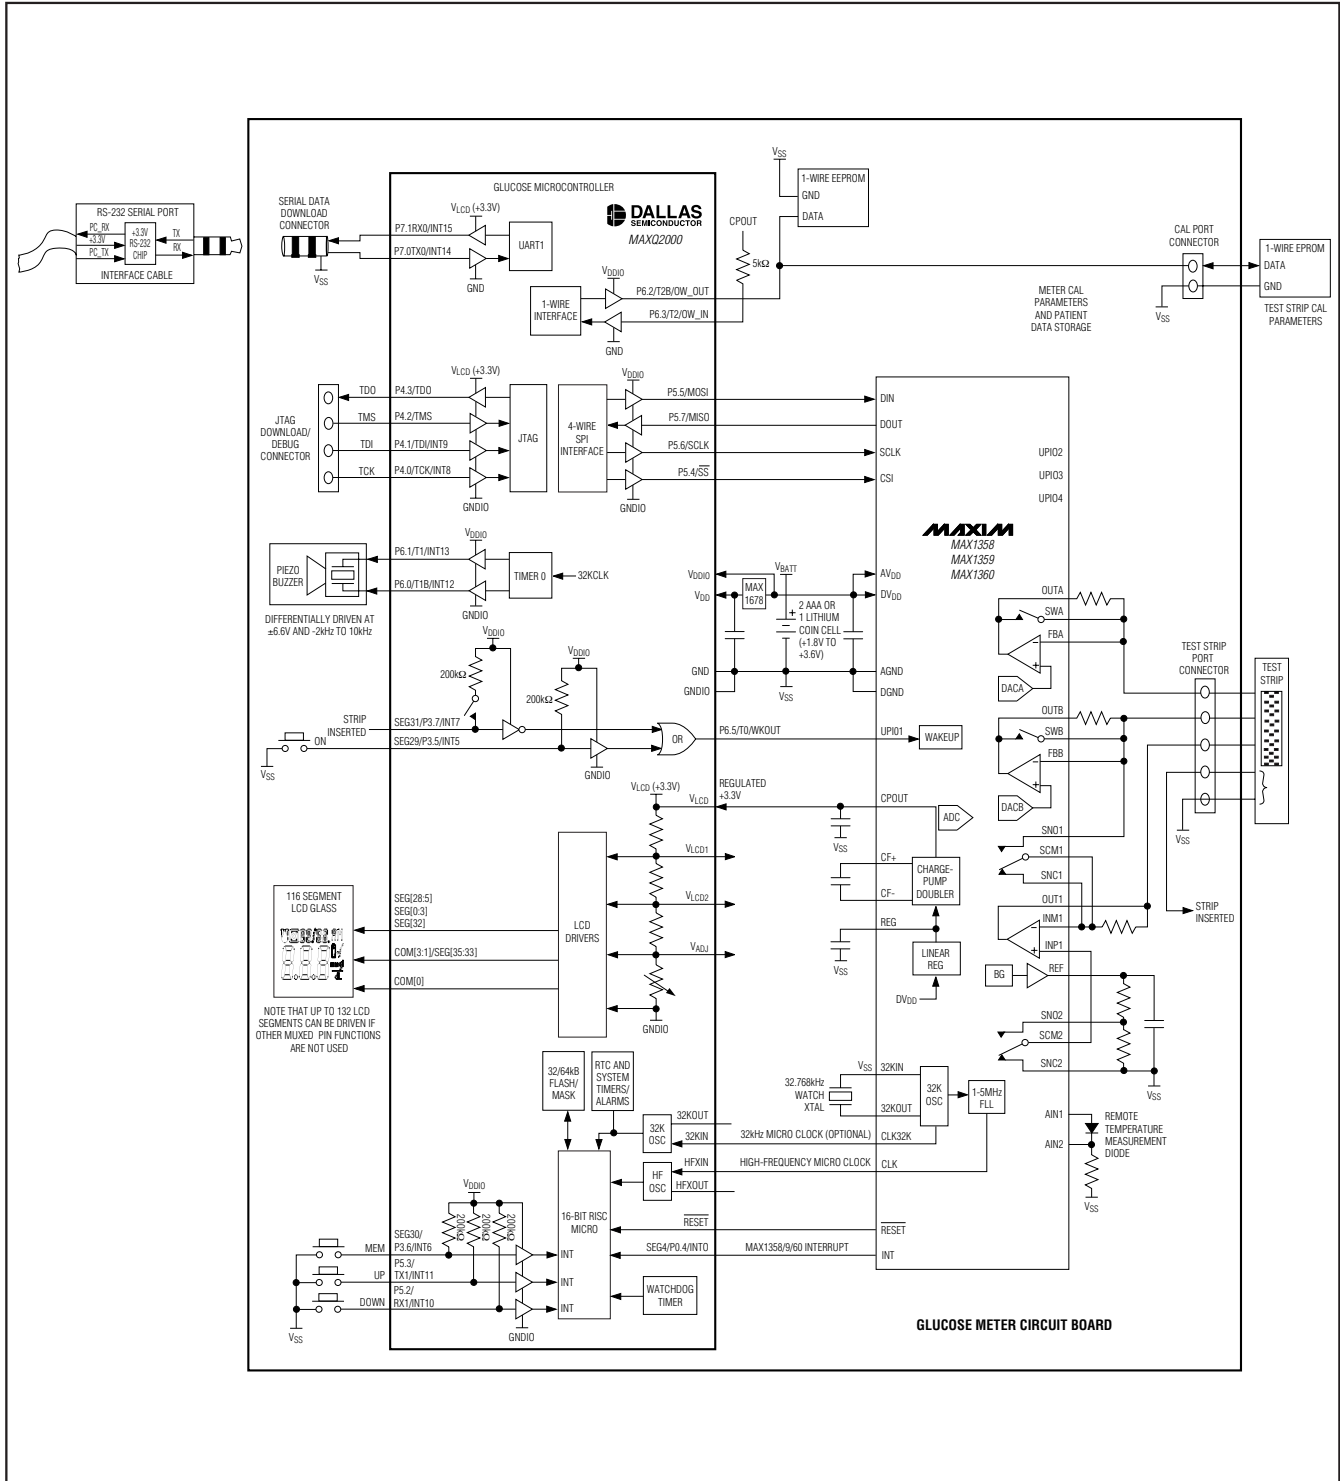 RS-232 SERIAL PORT
PC_RX
+3.3V
PC_TX
+3.3V
RS-232
CHIP
TX
RX
INTERFACE CABLE
SERIAL DATA
DOWNLOAD
CONNECTOR
VSS
GLUCOSE MICROCONTROLLER
DALLAS
SEMICONDUCTOR
MAXQ2000
VLCD (+3.3V)
P7.1RX0/INT15
P7.0TX0/INT14
UART1
GND
VDDIO
1-WIRE
INTERFACE
P6.2/T2B/OW_OUT
P6.3/T2/OW_IN
GND
VSS
1-WIRE EEPROM
GND
DATA
CPOUT
5kΩ
METER CAL
PARAMETERS
AND PATIENT
DATA STORAGE
CAL PORT
CONNECTOR
VSS
1-WIRE EPROM
DATA
GND
TEST STRIP CAL
PARAMETERS
JTAG
DOWNLOAD/
DEBUG
CONNECTOR
TDO
TMS
TDI
TCK
P4.3/TDO
P4.2/TMS
P4.1/TDI/INT9
P4.0/TCK/INT8
VLCD (+3.3V)
GNDIO
JTAG
4-WIRE
SPI
INTERFACE
VDDIO
GNDIO
P5.5/MOSI
P5.7/MISO
P5.6/SCLK
P5.4/SS
DIN
DOUT
SCLK
CSI
UPIO2
UPIO3
UPIO4
MAXIM
MAX1358
MAX1359
MAX1360
PIEZO
BUZZER
DIFFERENTIALLY DRIVEN AT
±6.6V AND -2kHz TO 10kHz
P6.1/T1/INT13
P6.0/T1B/INT12
VDDIO
GNDIO
TIMER 0
32KCLK
VDDIO
VDD
GND
GNDIO
MAX
1678
VBATT
+
2 AAA OR
1 LITHIUM
COIN CELL
(+1.8V TO
+3.6V)
VSS
AVDD
DVDD
AGND
DGND
VDDIO
200kΩ
VDDIO
200kΩ
STRIP
INSERTED
ON
VSS
SEG31/P3.7/INT7
SEG29/P3.5/INT5
GNDIO
OR
P6.5/T0/WKOUT
UPIO1
WAKEUP
OUTA
SWA
FBA
DACA
OUTB
SWB
FBB
DACB
SNO1
SCM1
SNC1
OUT1
INM1
INP1
BG
REF
SNO2
SCM2
SNC2
VSS
AIN1
AIN2
REMOTE
TEMPERATURE
MEASUREMENT
DIODE
VSS
TEST STRIP
PORT
CONNECTOR
TEST
STRIP
VSS
STRIP
INSERTED
VLCD (+3.3V)
VLCD
REGULATED
+3.3V
VLCD1
VLCD2
VADJ
GNDIO
LCD
DRIVERS
116 SEGMENT
LCD GLASS
NOTE THAT UP TO 132 LCD
SEGMENTS CAN BE DRIVEN IF
OTHER MUXED PIN FUNCTIONS
ARE NOT USED
SEG[28:5]
SEG[0:3]
SEG[32]
COM[3:1]/SEG[35:33]
COM[0]
CPOUT
ADC
VSS
CF+
CF-
CHARGE-
PUMP
DOUBLER
REG
VSS
LINEAR
REG
DVDD
32/64kB
FLASH/
MASK
RTC AND
SYSTEM
TIMERS/
ALARMS
32K
OSC
32KOUT
32KIN
HF
OSC
HFXIN
HFXOUT
32kHz MICRO CLOCK (OPTIONAL)
HIGH-FREQUENCY MICRO CLOCK
32.768kHz
WATCH
XTAL
VSS
32KIN
32KOUT
CLK32K
CLK
32K
OSC
1-5MHz
FLL
16-BIT RISC
MICRO
INT
INT
INT
RESET
SEG4/P0.4/INTO
MAX1358/9/60 INTERRUPT
RESET
INT
WATCHDOG
TIMER
VDDIO
200kΩ
200kΩ
200kΩ
MEM
UP
DOWN
SEG30/
P3.6/INT6
P5.3/
TX1/INT11
P5.2/
RX1/INT10
VSS
GNDIO
GLUCOSE METER CIRCUIT BOARD